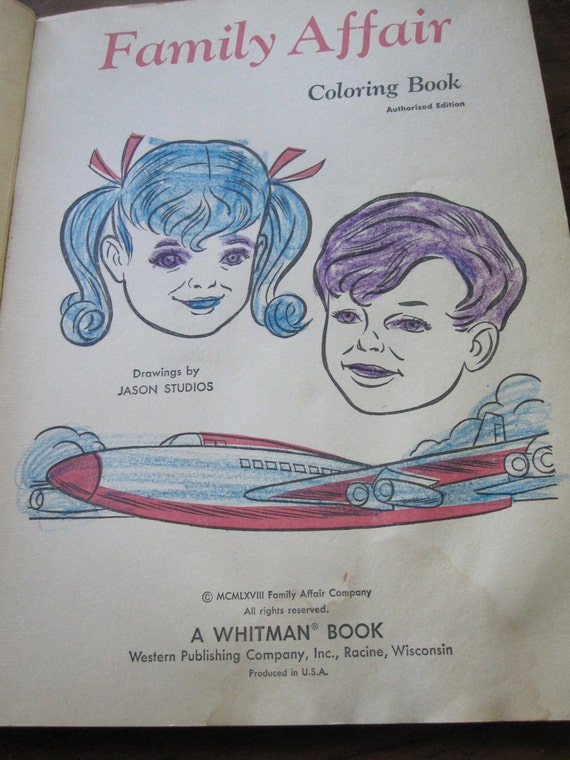 Family Affair
Coloring Book
Authorized Edition
Drawings by
JASON STUDIOS
© MCMLXVIII Family Affair Company
All rights reserved.
A WHITMAN® BOOK
Western Publishing Company, Inc., Racine, Wisconsin
Produced in U.S.A.